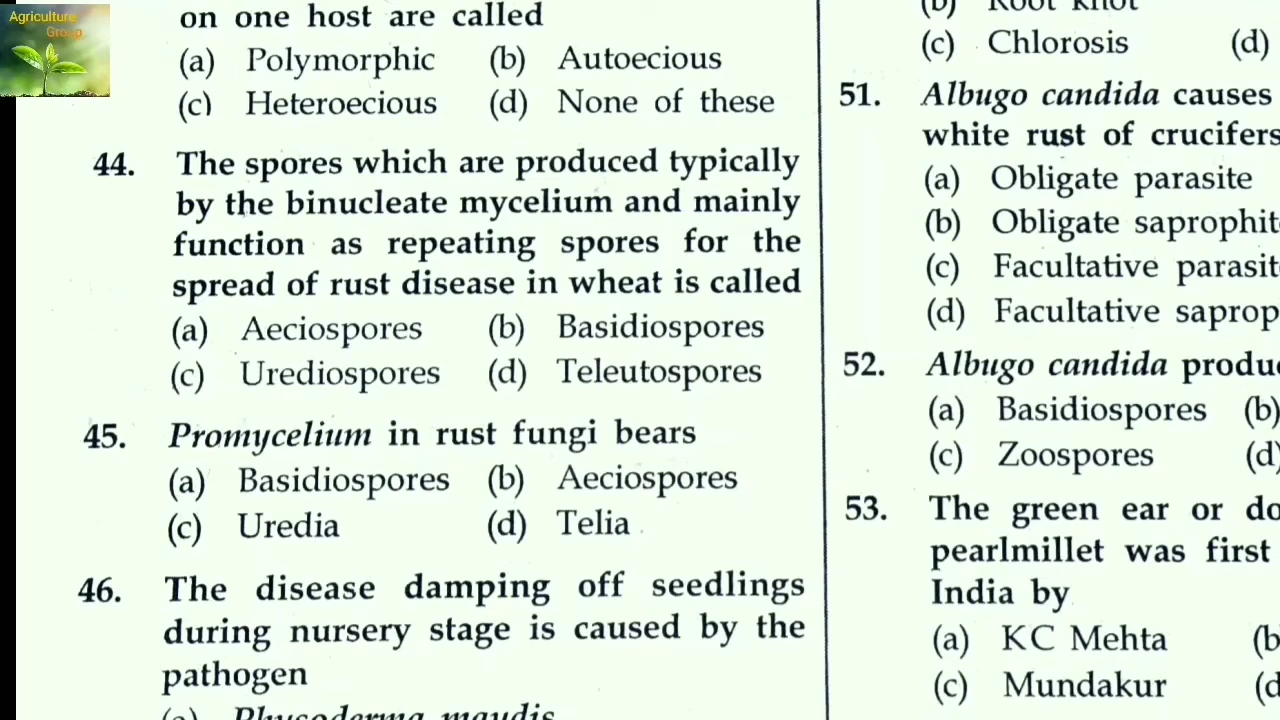 Agriculture
Group
on one host are called
(a) Polymorphic (b) Autoecious
(c) Heteroecious (d) None of these
44. The spores which are produced typically
by the binucleate mycelium and mainly
function as repeating spores for the
spread of rust disease in wheat is called
(a) Aeciospores (b) Basidiospores
(c) Urediospores (d) Teleutospores
45. Promycelium in rust fungi bears
(a) Basidiospores (b) Aeciospores
(c) Uredia (d) Telia
46. The disease damping off seedlings
during nursery stage is caused by the
pathogen
(a) Physoderma maydis
(b) Root knot
(c) Chlorosis (d)
51. Albugo candida causes
white rust of crucifers
(a) Obligate parasite
(b) Obligate saprophit
(c) Facultative parasit
(d) Facultative saprop
52. Albugo candida produ
(a) Basidiospores (b)
(c) Zoospores (d)
53. The green ear or do
pearlmillet was first
India by
(a) KC Mehta (b
(c) Mundakur (d